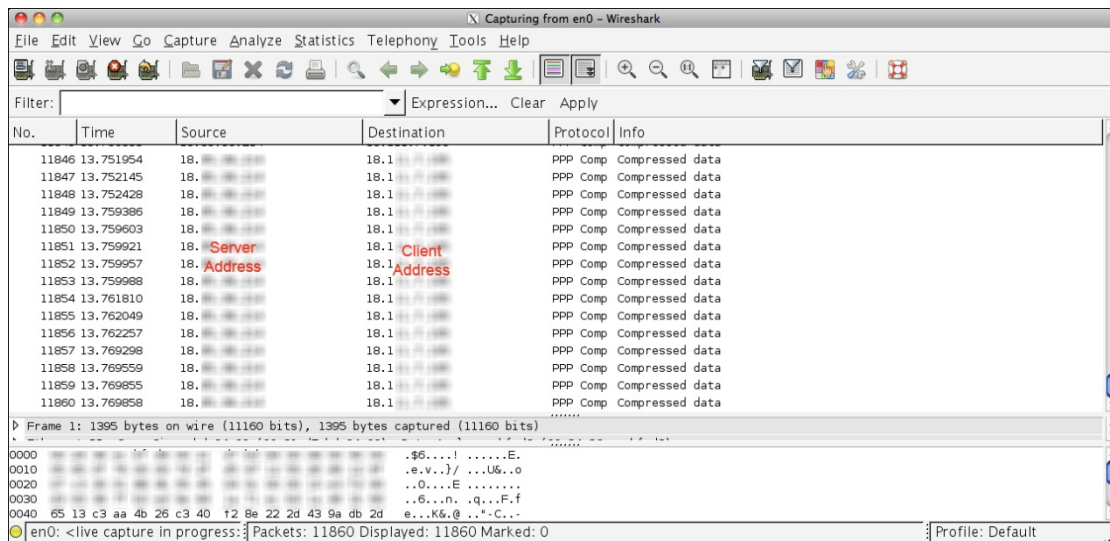 Capturing from en0 – Wireshark
File Edit View Go Capture Analyze Statistics Telephony Tools Help
Filter: Expression... Clear Apply
No. Time Source Destination Protocol Info
11846 13.751954 18. 18.1 PPP Comp Compressed data
11847 13.752145 18. 18.1 PPP Comp Compressed data
11848 13.752428 18. 18.1 PPP Comp Compressed data
11849 13.759386 18. 18.1 PPP Comp Compressed data
11850 13.759603 18. 18.1 PPP Comp Compressed data
11851 13.759921 18. Server 18.1 Client PPP Comp Compressed data
11852 13.759957 18. Address 18.1 Address PPP Comp Compressed data
11853 13.759988 18. 18.1 PPP Comp Compressed data
11854 13.761810 18. 18.1 PPP Comp Compressed data
11855 13.762049 18. 18.1 PPP Comp Compressed data
11856 13.762257 18. 18.1 PPP Comp Compressed data
11857 13.769298 18. 18.1 PPP Comp Compressed data
11858 13.769559 18. 18.1 PPP Comp Compressed data
11859 13.769855 18. 18.1 PPP Comp Compressed data
11860 13.769858 18. 18.1 PPP Comp Compressed data
Frame 1: 1395 bytes on wire (11160 bits), 1395 bytes captured (11160 bits)
0000 .$6....! ......E.
0010 .e.v..}/ ...U&..o
0020 ..0....E ........
0030 ..6...n. .q...F.f
0040 65 13 c3 aa 4b 26 c3 40 f2 8e 22 2d 43 9a db 2d e...K&.@ .."-C..-
en0: <live capture in progress: Packets: 11860 Displayed: 11860 Marked: 0 Profile: Default